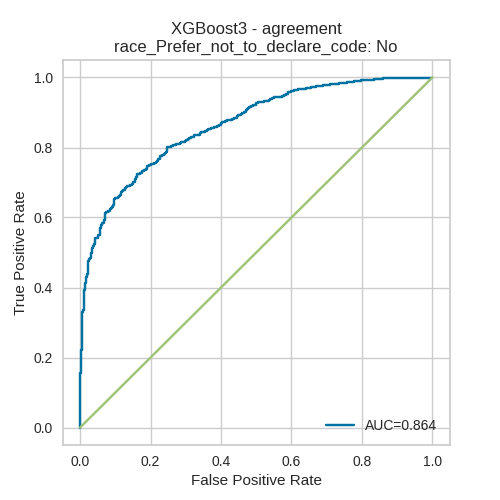 XGBoost3 - agreement
race_Prefer_not_to_declare_code: No
1.0
0.8
0.6
0.4
0.2
0.0
True Positive Rate
AUC=0.864
0.0 0.2 0.4 0.6 0.8 1.0
False Positive Rate